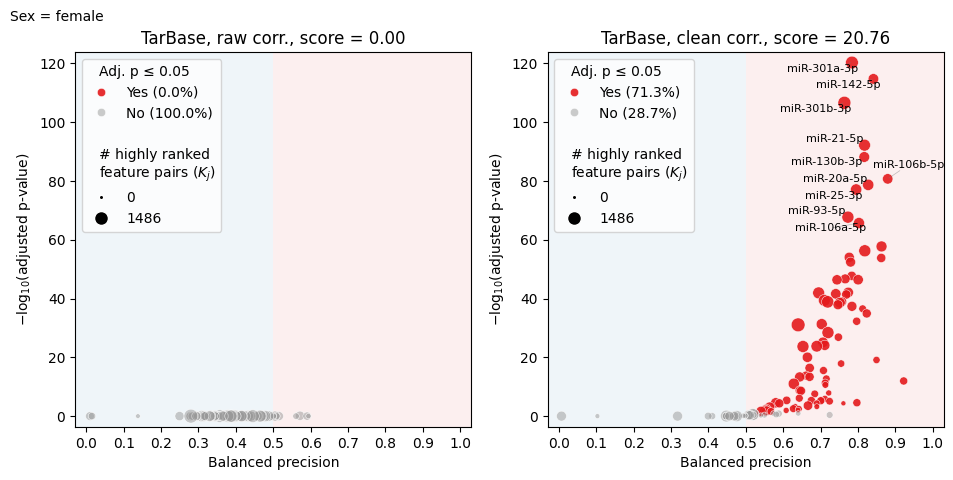 Sex = female
TarBase, raw corr., score = 0.00
Adj. p ≤ 0.05
Yes (0.0%)
No (100.0%)
# highly ranked
feature pairs (Kj)
0
1486
−log10(adjusted p-value)
120
100
80
60
40
20
0
0.0 0.1 0.2 0.3 0.4 0.5 0.6 0.7 0.8 0.9 1.0
Balanced precision
TarBase, clean corr., score = 20.76
Adj. p ≤ 0.05
Yes (71.3%)
No (28.7%)
# highly ranked
feature pairs (Kj)
0
1486
miR-301a-3p
miR-142-5p
miR-301b-3p
miR-21-5p
miR-130b-3p
miR-106b-5p
miR-20a-5p
miR-25-3p
miR-93-5p
miR-106a-5p
−log10(adjusted p-value)
120
100
80
60
40
20
0
0.0 0.1 0.2 0.3 0.4 0.5 0.6 0.7 0.8 0.9 1.0
Balanced precision